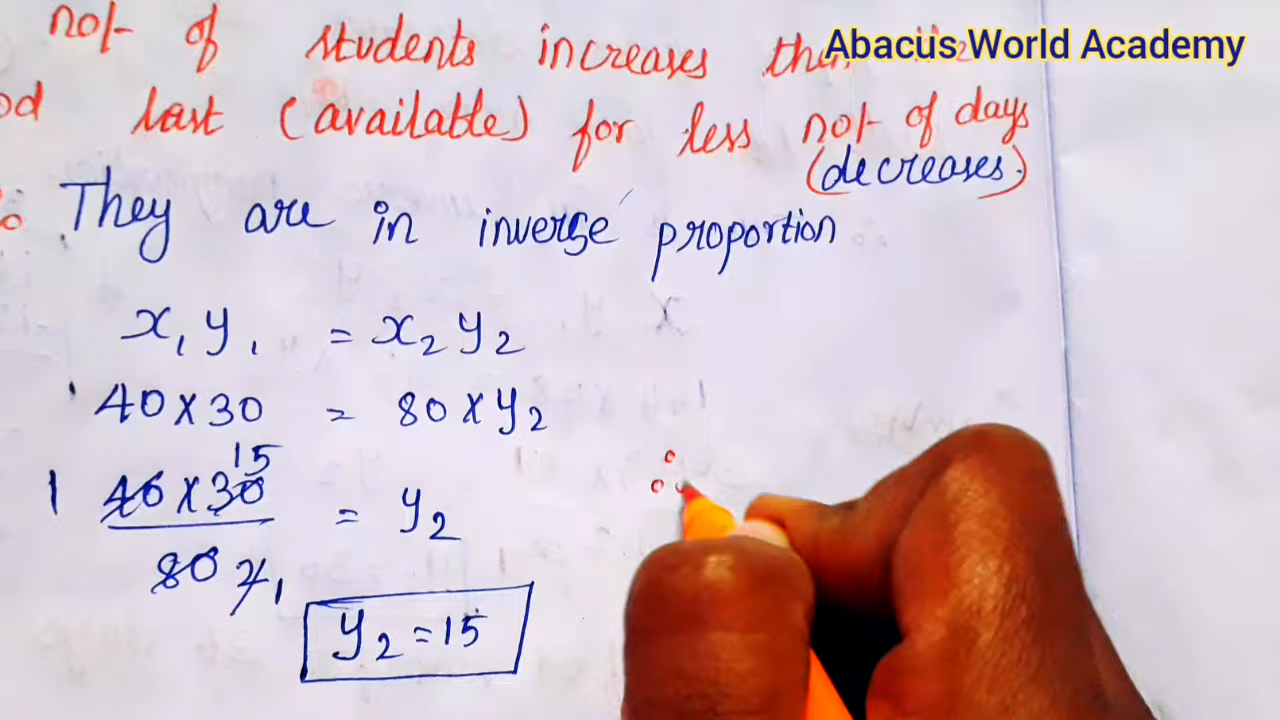 Abacus World Academy
no/- of students increases then
od last (available) for less no/- of days
(decreases.)
They are in inverse proportion
x₁ y₁ = x₂ y₂
40 x 30 = 80 x y₂
15
1 40 x 30 = y₂
80 2 1
y₂ = 15
∴